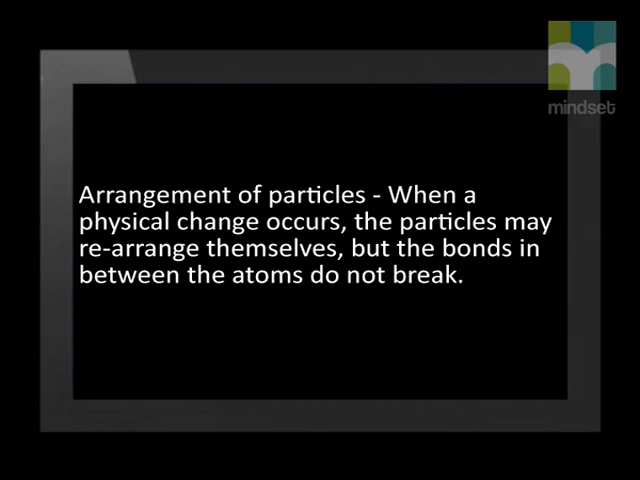 mindset
Arrangement of particles - When a
physical change occurs, the particles may
re-arrange themselves, but the bonds in
between the atoms do not break.